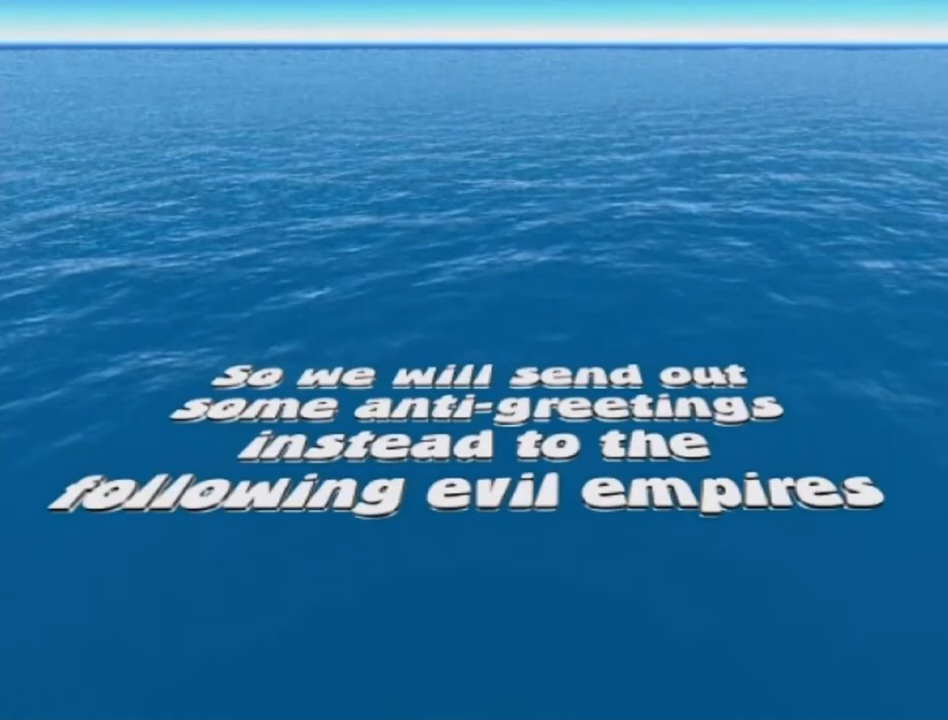 So we will send out
some anti-greetings
instead to the
following evil empires